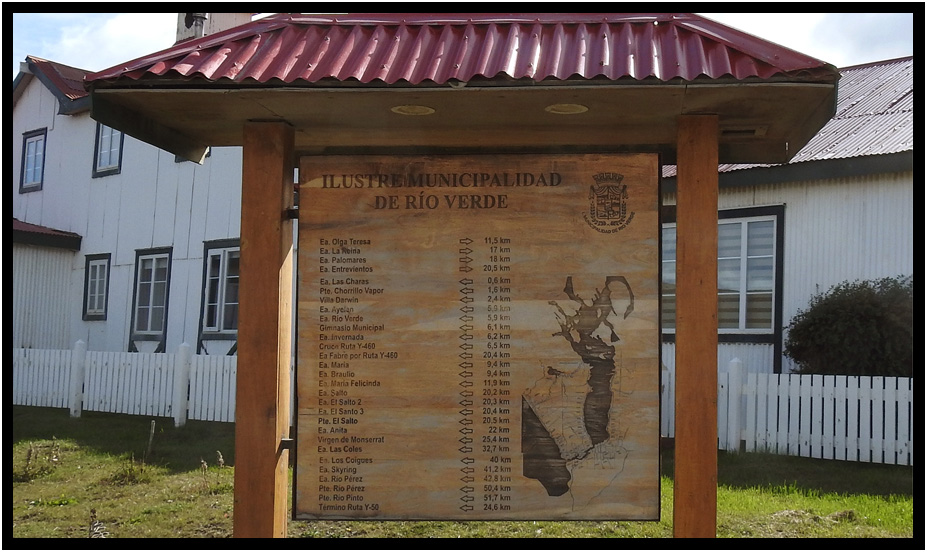 ILUSTRE MUNICIPALIDAD
DE RÍO VERDE
MUNICIPALIDAD DE RIO VERDE
Ea. Olga Teresa ⇨ 11,5 km
Ea. La Reina ⇨ 17 km
Ea. Palomares ⇨ 18 km
Ea. Entrevientos ⇨ 20,5 km
Ea. Las Charas ⇦ 0,6 km
Pte. Chorrillo Vapor ⇦ 1,6 km
Villa Darwin ⇦ 2,4 km
Ea. Ayslan ⇦ 5,9 km
Ea. Río Verde ⇦ 5,9 km
Gimnasio Municipal ⇦ 6,1 km
Ea. Invernada ⇦ 6,2 km
Cruce Ruta Y-460 ⇦ 6,5 km
Ea Fabre por Ruta Y-460 ⇦ 20,4 km
Ea. María ⇦ 9,4 km
Ea. Braulio ⇦ 9,4 km
Ea. María Felicinda ⇦ 11,9 km
Ea. Salto ⇦ 20,2 km
Ea. El Salto 2 ⇦ 20,3 km
Ea. El Santo 3 ⇦ 20,4 km
Pte. El Salto ⇦ 20,5 km
Ea. Anita ⇦ 22 km
Virgen de Monserrat ⇦ 25,4 km
Ea. Las Coles ⇦ 32,7 km
Ea. Los Coigues ⇦ 40 km
Ea. Skyring ⇦ 41,2 km
Ea. Río Pérez ⇦ 42,8 km
Pte. Río Pérez ⇦ 50,4 km
Pte. Río Pinto ⇦ 51,7 km
Término Ruta Y-50 ⇦ 24,6 km